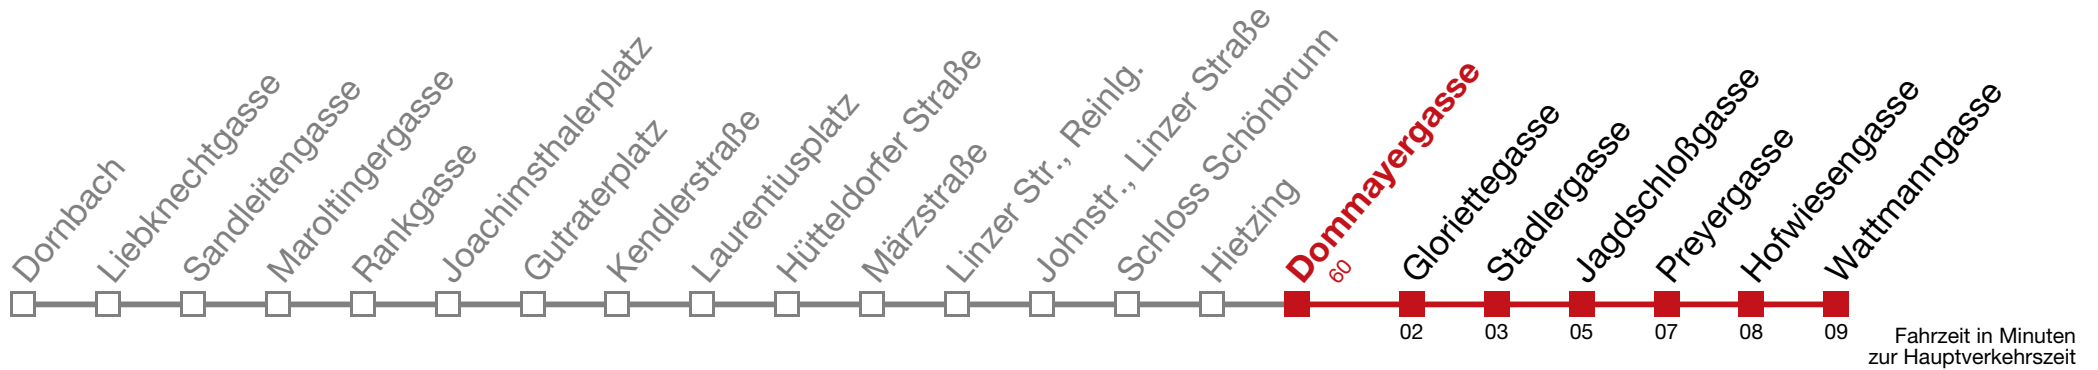 Dornbach
Liebknechtgasse
Sandleitengasse
Maroltingergasse
Rankgasse
Joachimsthalerplatz
Gutraterplatz
Kendlerstraße
Laurentiusplatz
Hütteldorfer Straße
Märzstraße
Linzer Str., Reinlg.
Johnstr., Linzer Straße
Schloss Schönbrunn
Hietzing
Dommayergasse
60
Gloriettegasse
Stadlergasse
Jagdschloßgasse
Preyergasse
Hofwiesengasse
Wattmanngasse
02 03 05 07 08 09
Fahrzeit in Minuten
zur Hauptverkehrszeit